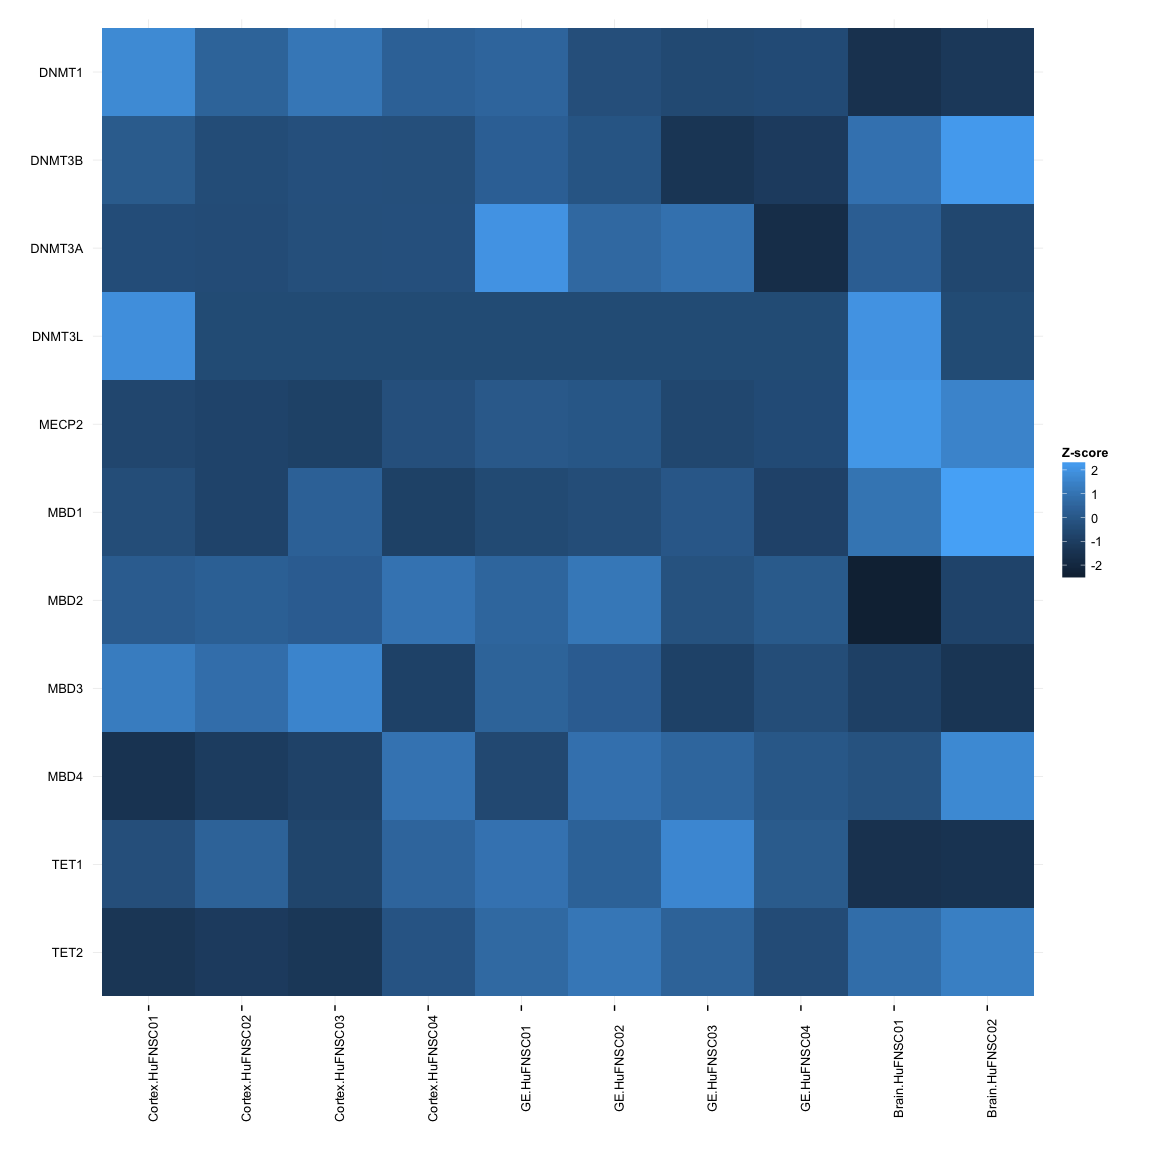 DNMT1
DNMT3B
DNMT3A
DNMT3L
MECP2
MBD1
MBD2
MBD3
MBD4
TET1
TET2
Cortex.HuFNSC01
Cortex.HuFNSC02
Cortex.HuFNSC03
Cortex.HuFNSC04
GE.HuFNSC01
GE.HuFNSC02
GE.HuFNSC03
GE.HuFNSC04
Brain.HuFNSC01
Brain.HuFNSC02
Z-score
2
1
0
-1
-2